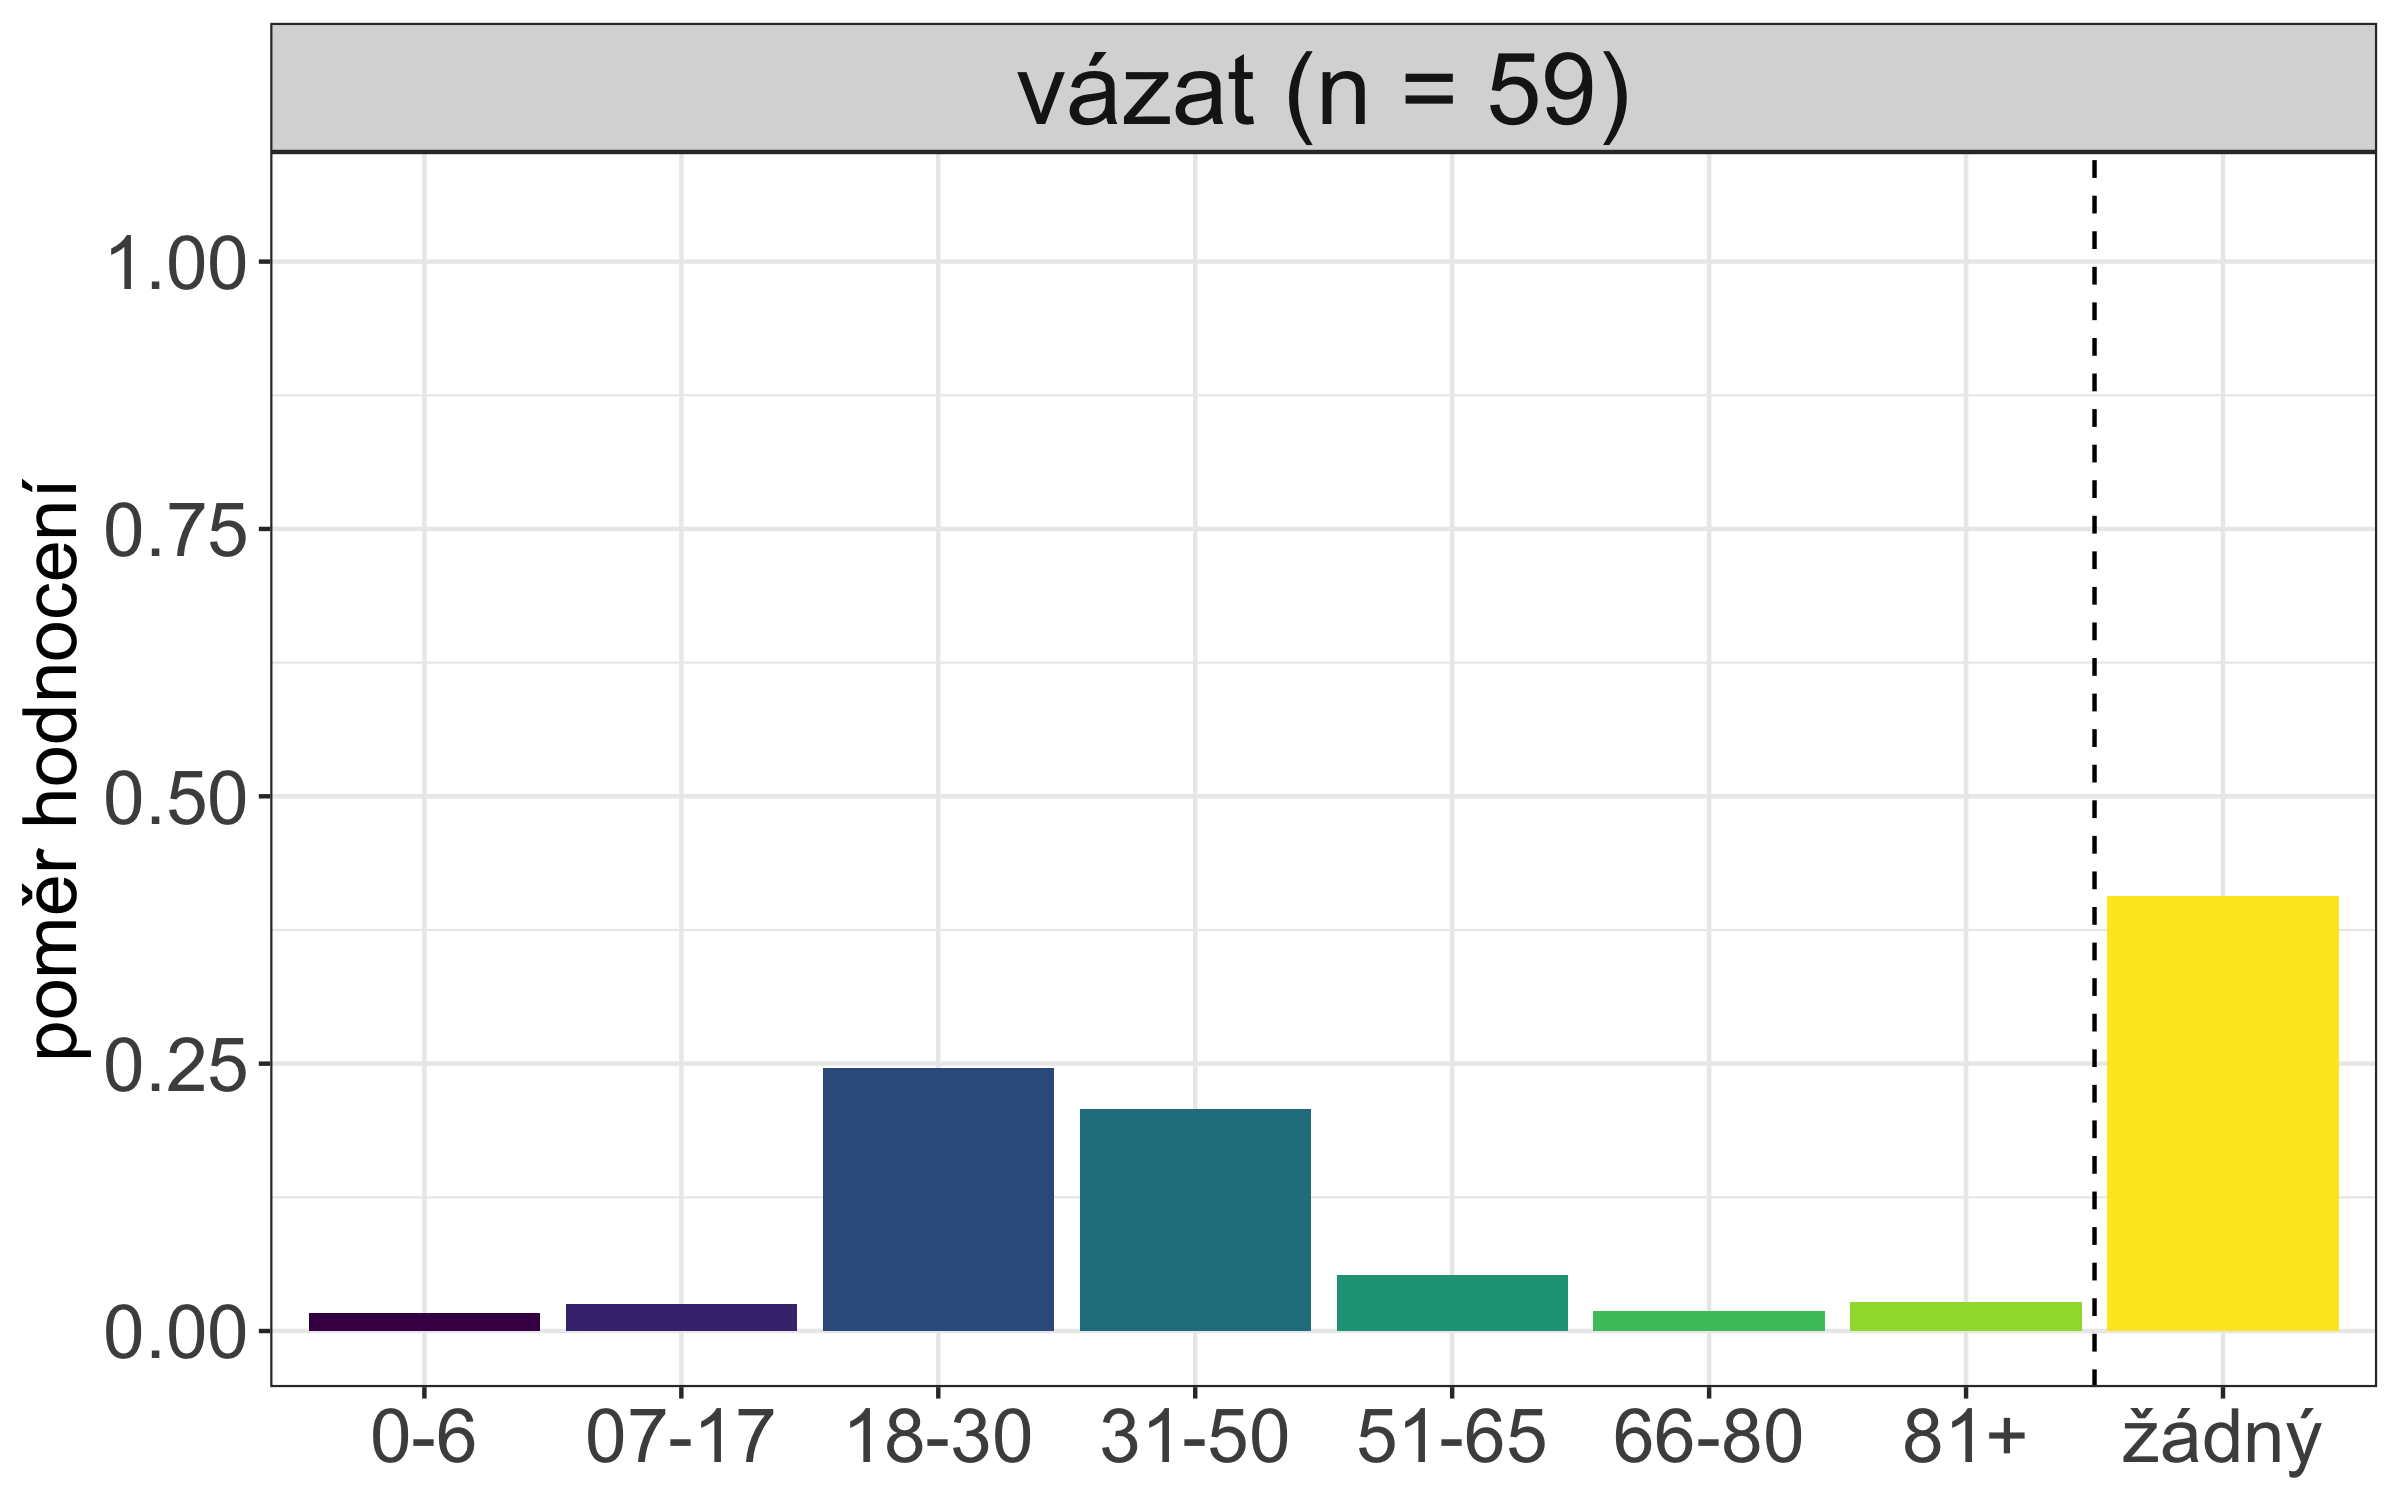 vázat (n = 59)
poměr hodnocení
1.00
0.75
0.50
0.25
0.00
0-6 07-17 18-30 31-50 51-65 66-80 81+ žádný